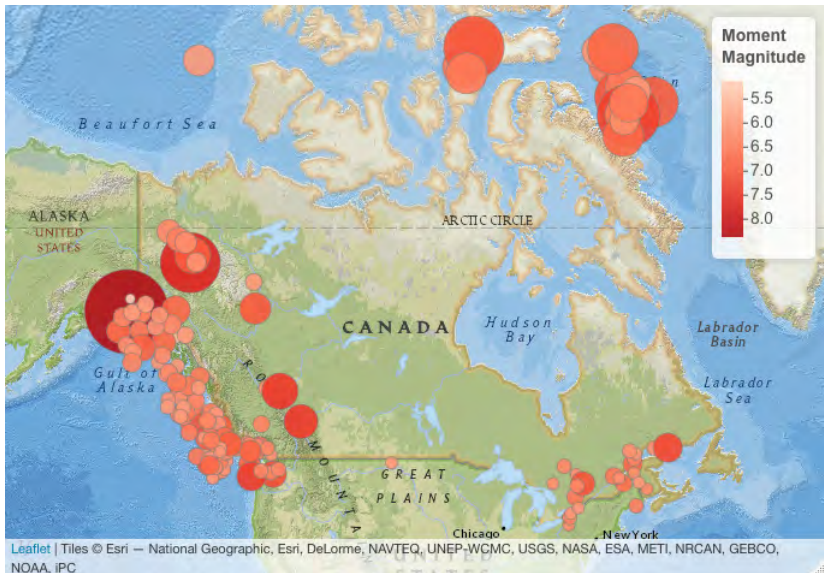 Moment
Magnitude
5.5
6.0
6.5
7.0
7.5
8.0
Beaufort Sea
ALASKA
UNITED
STATES
ARCTIC CIRCLE
CANADA
Hudson
Bay
Labrador
Basin
Labrador
Sea
Gulf of
Alaska
R O
M O U N T A
GREAT
PLAINS
Chicago
New York
UNITED
STATES
Leaflet | Tiles © Esri — National Geographic, Esri, DeLorme, NAVTEQ, UNEP-WCMC, USGS, NASA, ESA, METI, NRCAN, GEBCO,
NOAA, iPC